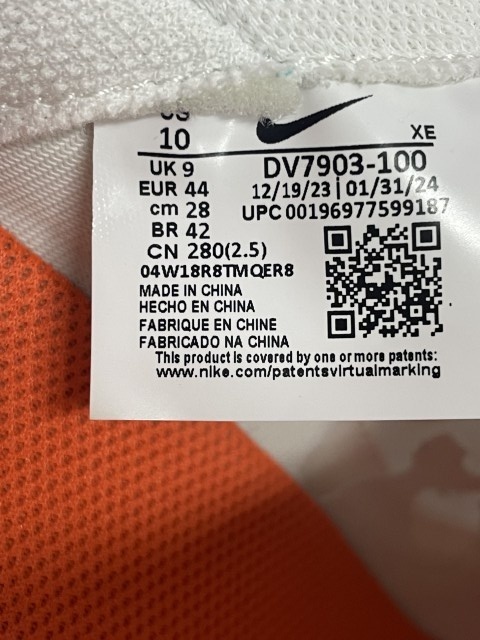 US
10
XE
UK 9
DV7903-100
EUR 44
12/19/23 | 01/31/24
cm 28
UPC 00196977599187
BR 42
CN 280(2.5)
04W18R8TMQER8
MADE IN CHINA
HECHO EN CHINA
FABRIQUE EN CHINE
FABRICADO NA CHINA
This product is covered by one or more patents:
www.nike.com/patentsvirtualmarking